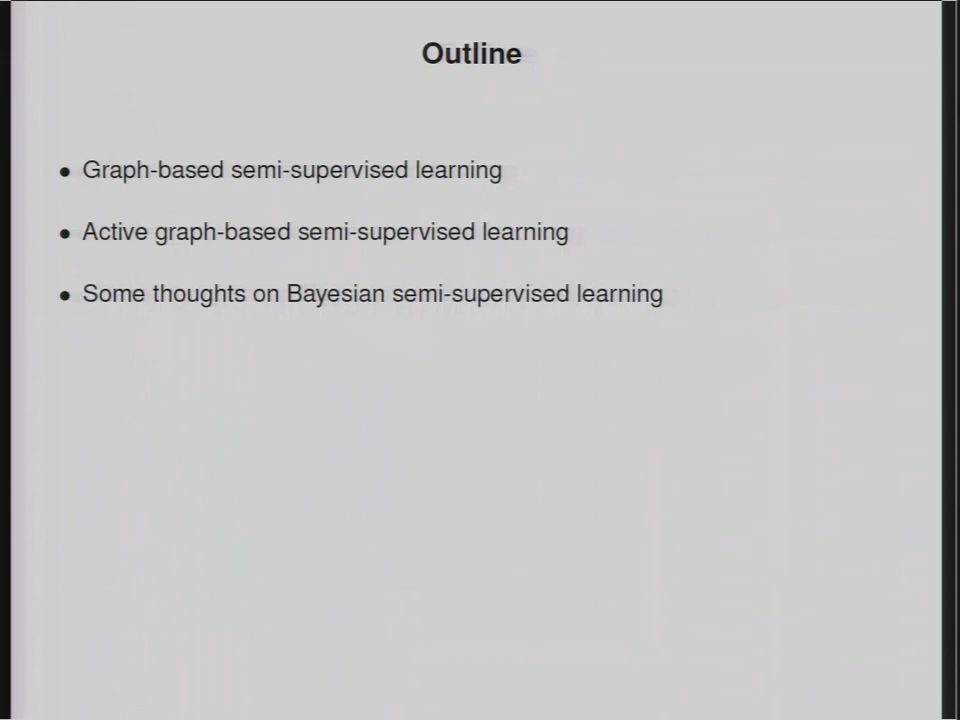 Outline
• Graph-based semi-supervised learning
• Active graph-based semi-supervised learning
• Some thoughts on Bayesian semi-supervised learning